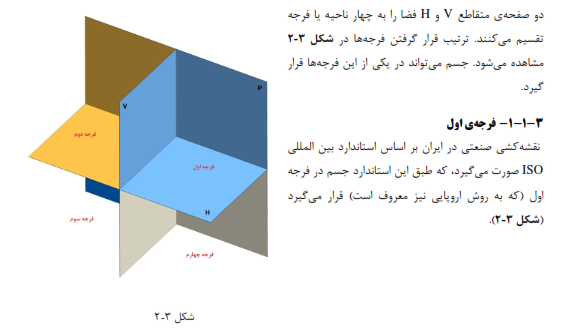 دو صفحه‌ی متقاطع V و H فضا را به چهار ناحیه یا فرجه
تقسیم می‌کنند. ترتیب قرار گرفتن فرجه‌ها در شکل ۳-۲
مشاهده می‌شود. جسم می‌تواند در یکی از این فرجه‌ها قرار
گیرد.
۳-۱-۱- فرجه‌ی اول
نقشه‌کشی صنعتی در ایران بر اساس استاندارد بین المللی
ISO صورت می‌گیرد، که طبق این استاندارد جسم در فرجه
اول (که به روش اروپایی نیز معروف است) قرار می‌گیرد
(شکل ۳-۲).
P
V
فرجه دوم
فرجه اول
H
فرجه سوم
فرجه چهارم
شکل ۳-۲